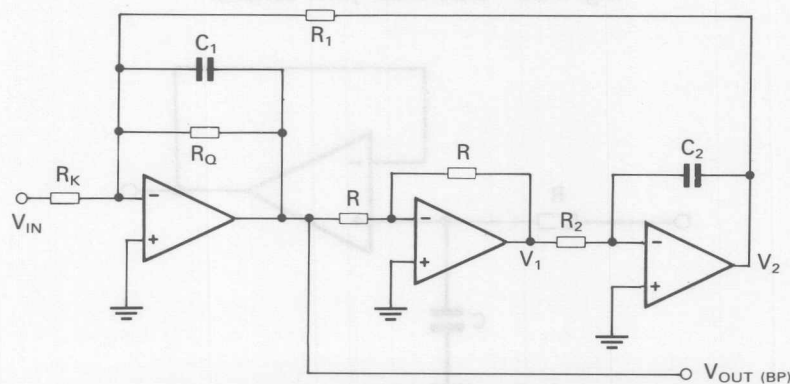 R1
C1
RQ
RK
VIN
−
+
R
R
−
+
V1
R2
C2
−
+
V2
VOUT (BP)